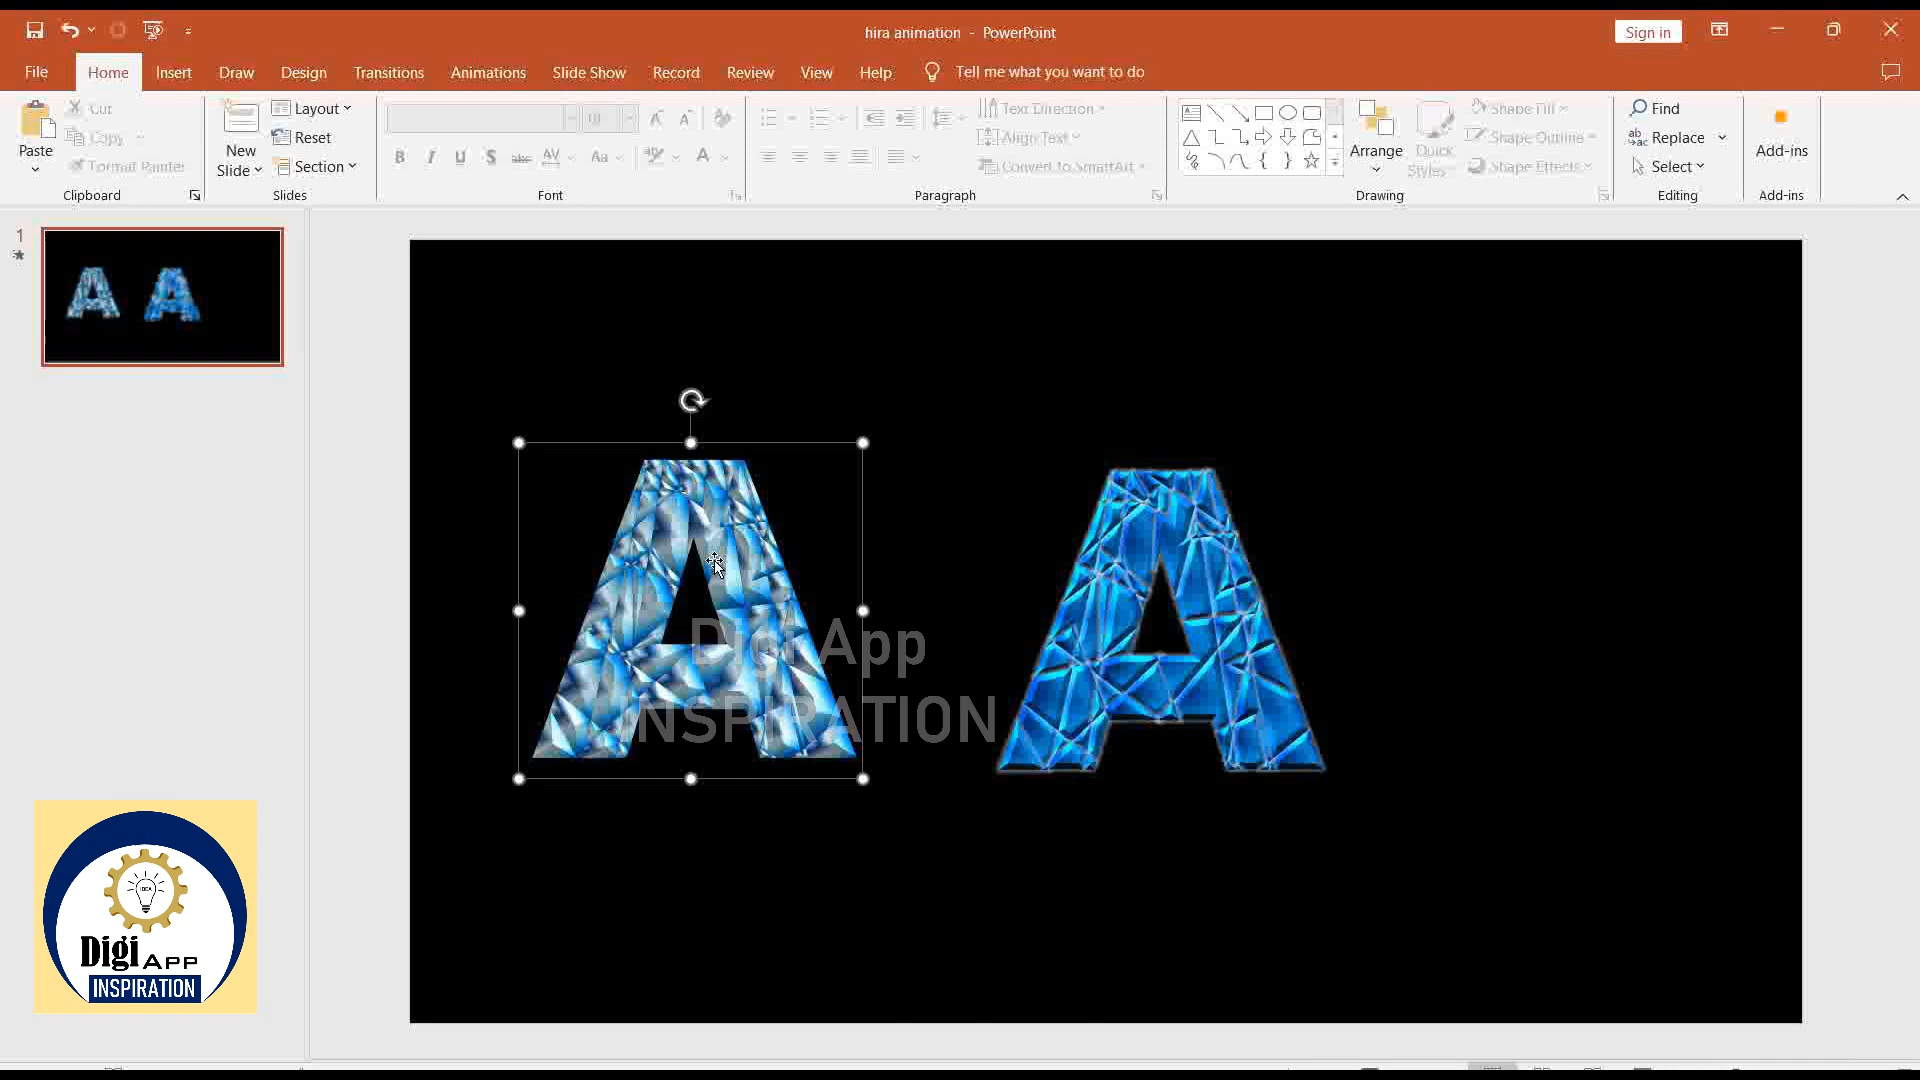 hira animation - PowerPoint
Sign in
File
Home
Insert
Draw
Design
Transitions
Animations
Slide Show
Record
Review
View
Help
Tell me what you want to do
Paste
Cut
Copy
Format Painter
Clipboard
New
Slide
Layout
Reset
Section
Slides
Font
Text Direction
Align Text
Convert to SmartArt
Paragraph
Arrange
Quick
Styles
Shape Fill
Shape Outline
Shape Effects
Drawing
Find
Replace
Select
Editing
Add-ins
Add-ins
1
A A
A A
Digi App
INSPIRATION
IDEA
Digi APP
INSPIRATION